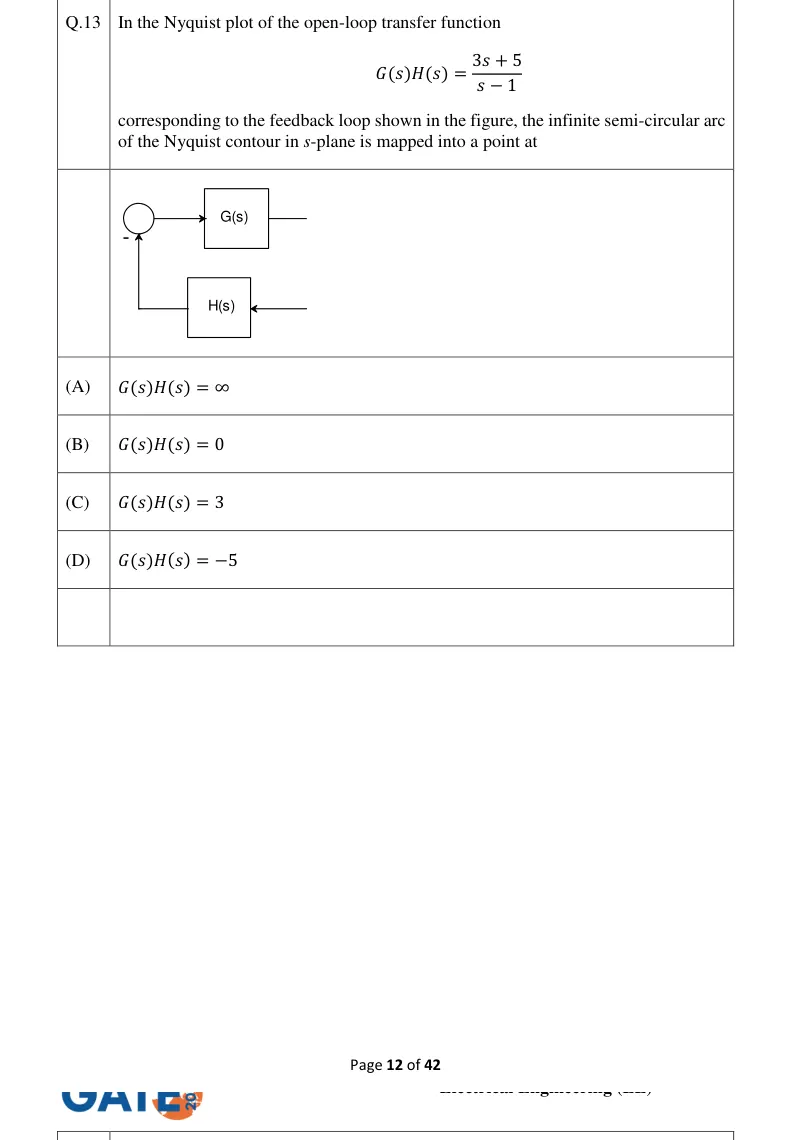 Q.13 In the Nyquist plot of the open-loop transfer function
G(s)H(s) = (3s + 5)/(s − 1)
corresponding to the feedback loop shown in the figure, the infinite semi-circular arc
of the Nyquist contour in s-plane is mapped into a point at
G(s)
-
H(s)
(A) G(s)H(s) = ∞
(B) G(s)H(s) = 0
(C) G(s)H(s) = 3
(D) G(s)H(s) = −5
Page 12 of 42
GATE 20